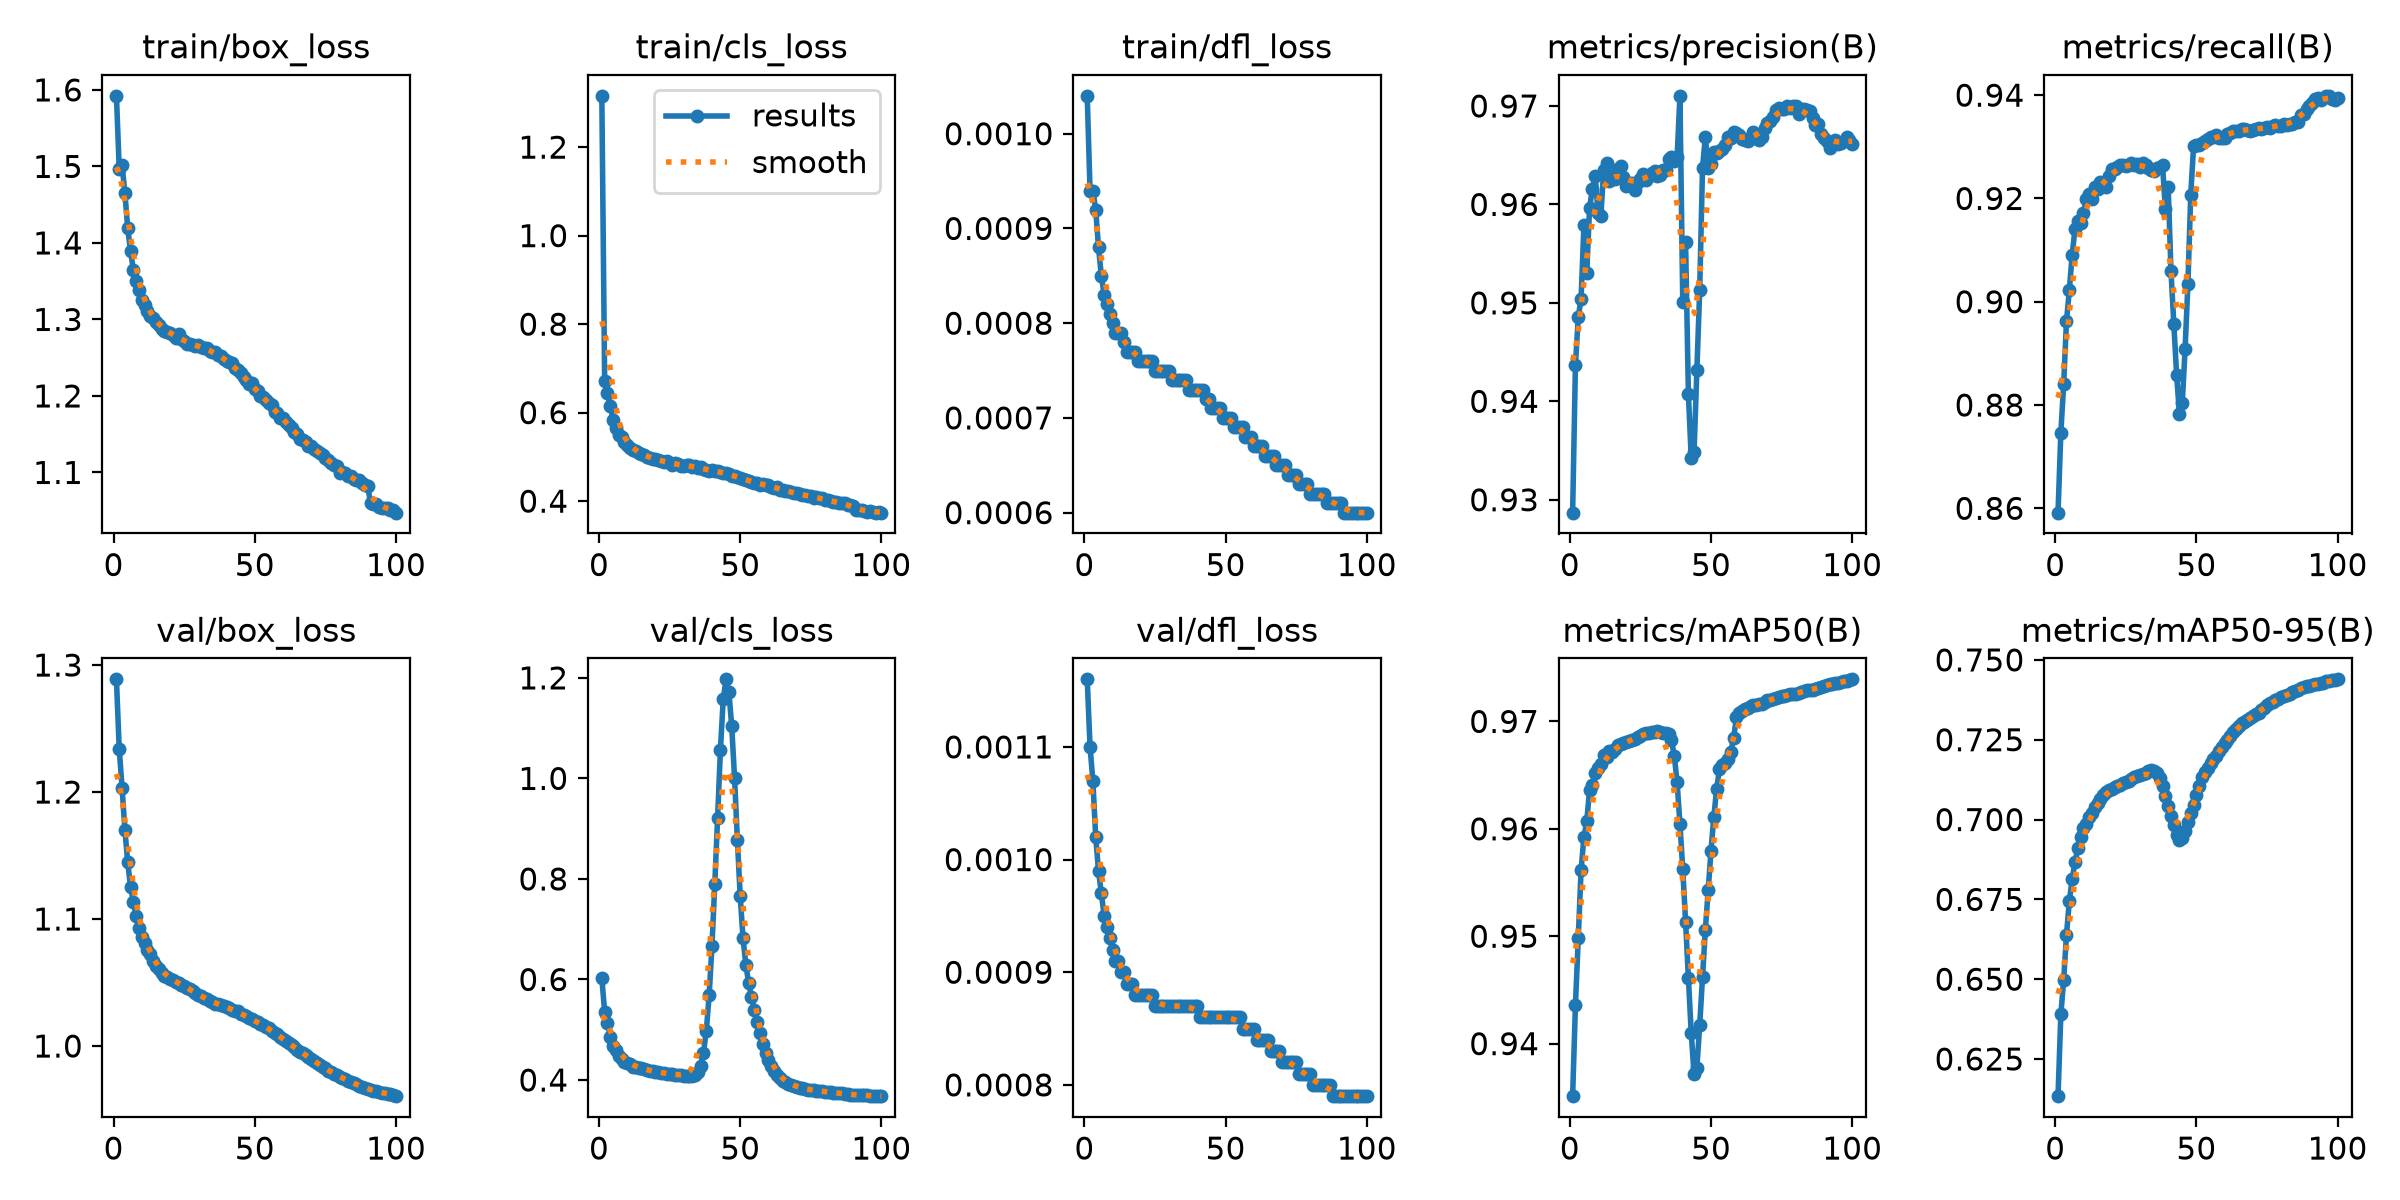 train/box_loss
1.6
1.5
1.4
1.3
1.2
1.1
0 50 100
train/cls_loss
results
smooth
1.2
1.0
0.8
0.6
0.4
0 50 100
train/dfl_loss
0.0010
0.0009
0.0008
0.0007
0.0006
0 50 100
metrics/precision(B)
0.97
0.96
0.95
0.94
0.93
0 50 100
metrics/recall(B)
0.94
0.92
0.90
0.88
0.86
0 50 100
val/box_loss
1.3
1.2
1.1
1.0
0 50 100
val/cls_loss
1.2
1.0
0.8
0.6
0.4
0 50 100
val/dfl_loss
0.0011
0.0010
0.0009
0.0008
0 50 100
metrics/mAP50(B)
0.97
0.96
0.95
0.94
0 50 100
metrics/mAP50-95(B)
0.750
0.725
0.700
0.675
0.650
0.625
0 50 100